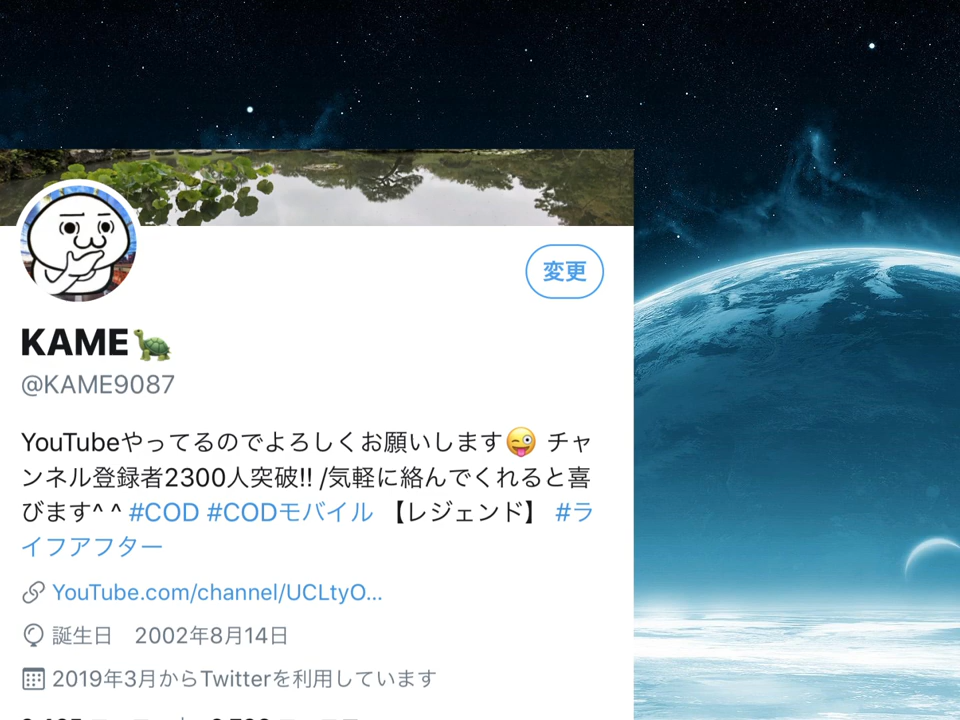 変更
KAME🐢
@KAME9087
YouTubeやってるのでよろしくお願いします😜 チャ
ンネル登録者2300人突破!! /気軽に絡んでくれると喜
びます^ ^ #COD #CODモバイル 【レジェンド】 #ラ
イフアフター
YouTube.com/channel/UCLtyO...
誕生日 2002年8月14日
2019年3月からTwitterを利用しています